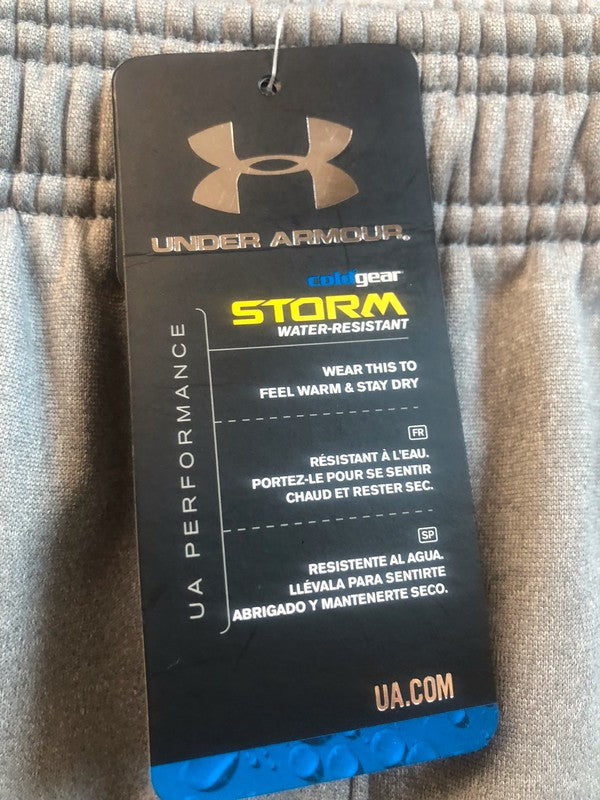 UNDER ARMOUR®
coldgear
STORM
WATER-RESISTANT
WEAR THIS TO
FEEL WARM & STAY DRY
FR
RÉSISTANT À L'EAU.
PORTEZ-LE POUR SE SENTIR
CHAUD ET RESTER SEC.
SP
RESISTENTE AL AGUA.
LLÉVALA PARA SENTIRTE
ABRIGADO Y MANTENERTE SECO.
UA PERFORMANCE
UA.COM